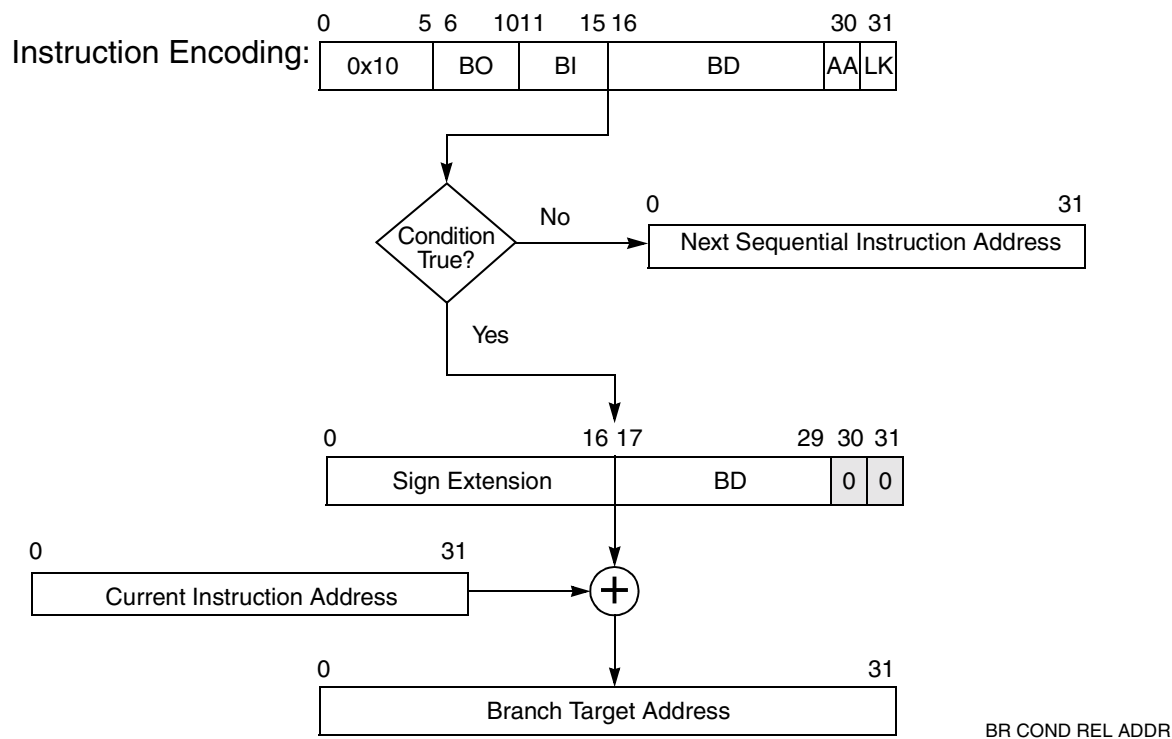 0 5 6 10 11 15 16 30 31
Instruction Encoding: 0x10 BO BI BD AA LK
No
0 31
Condition
True?
Next Sequential Instruction Address
Yes
0 16 17 29 30 31
Sign Extension BD 0 0
0 31
Current Instruction Address
+
0 31
Branch Target Address
BR COND REL ADDR